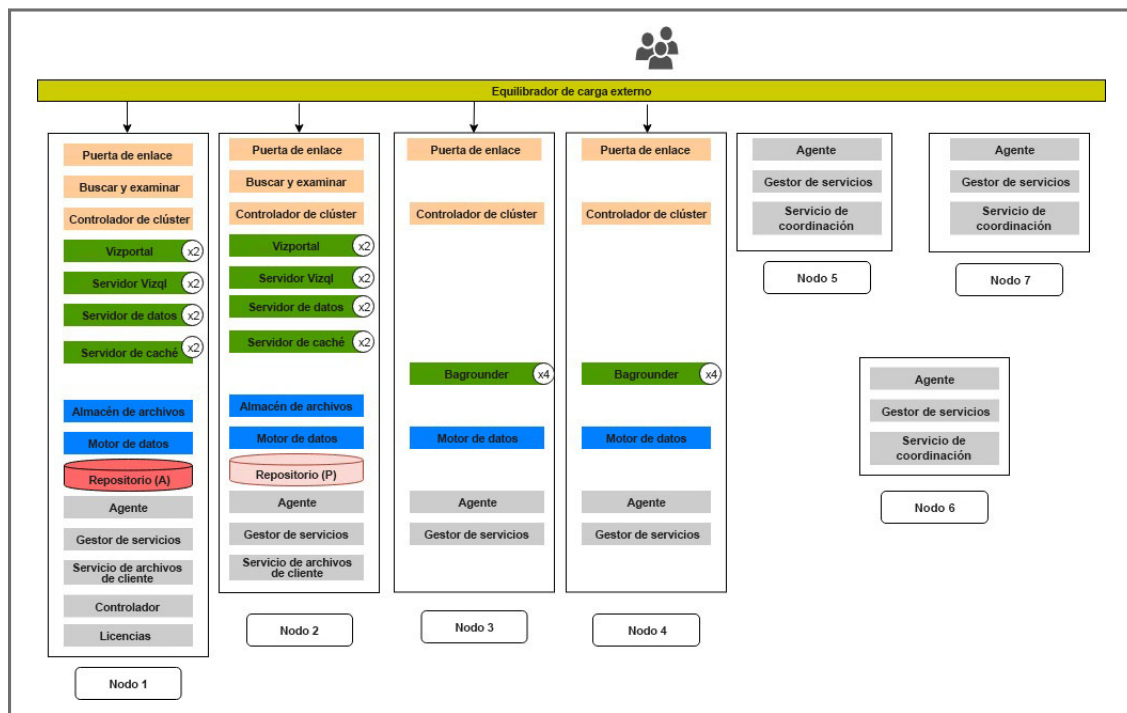 Equilibrador de carga externo
Puerta de enlace
Buscar y examinar
Controlador de clúster
Vizportal
x2
Servidor Vizql
x2
Servidor de datos
x2
Servidor de caché
x2
Almacén de archivos
Motor de datos
Repositorio (A)
Agente
Gestor de servicios
Servicio de archivos
de cliente
Controlador
Licencias
Nodo 1
Puerta de enlace
Buscar y examinar
Controlador de clúster
Vizportal
x2
Servidor Vizql
x2
Servidor de datos
x2
Servidor de caché
x2
Almacén de archivos
Motor de datos
Repositorio (P)
Agente
Gestor de servicios
Servicio de archivos
de cliente
Nodo 2
Puerta de enlace
Controlador de clúster
Bagrounder
x4
Motor de datos
Agente
Gestor de servicios
Nodo 3
Puerta de enlace
Controlador de clúster
Bagrounder
x4
Motor de datos
Agente
Gestor de servicios
Nodo 4
Agente
Gestor de servicios
Servicio de
coordinación
Nodo 5
Agente
Gestor de servicios
Servicio de
coordinación
Nodo 7
Agente
Gestor de servicios
Servicio de
coordinación
Nodo 6